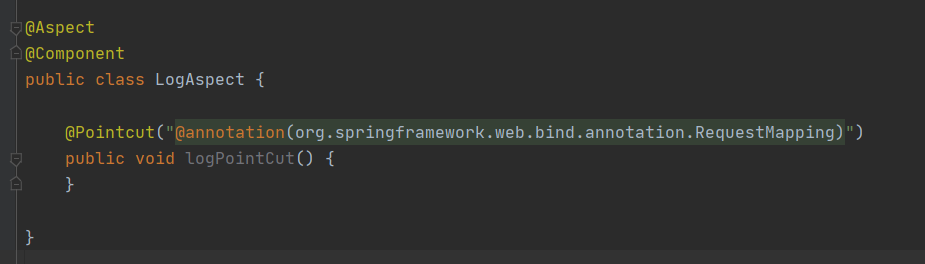 @Aspect
@Component
public class LogAspect {
@Pointcut("@annotation(org.springframework.web.bind.annotation.RequestMapping)")
public void logPointCut() {
}
}